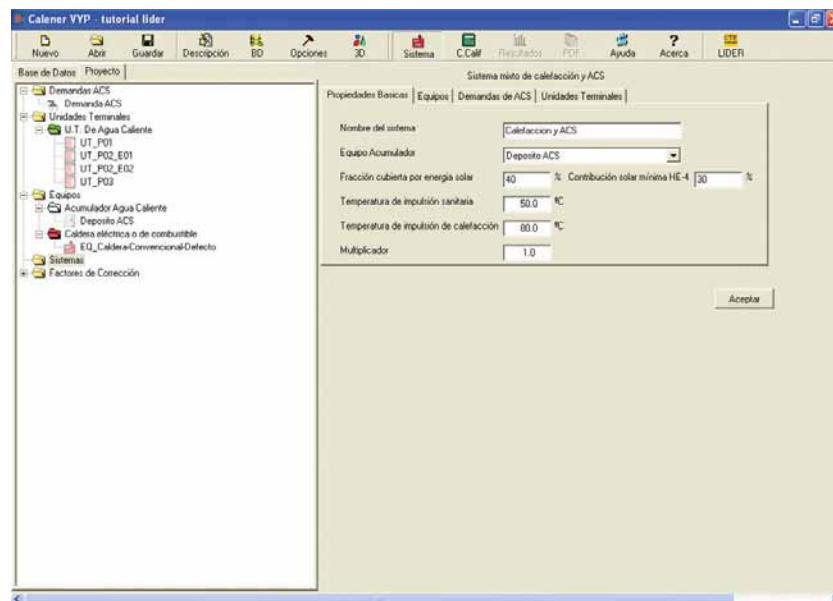 Calener VYP - tutorial lider
Nuevo Abrir Guardar Descripción BD Opciones 3D Sistema C.Calif Resultados PDF Ayuda Acerca LIDER
Base de Datos Proyecto
Demandas ACS
Demanda ACS
Unidades Terminales
U.T. De Agua Caliente
UT_P01
UT_P02_E01
UT_P02_E02
UT_P03
Equipos
Acumulador Agua Caliente
Deposito ACS
Caldera eléctrica o de combustible
EQ_Caldera-Convencional-Defecto
Sistemas
Factores de Corrección
Sistema mixto de calefacción y ACS
Propiedades Basicas Equipos Demandas de ACS Unidades Terminales
Nombre del sistema Calefaccion y ACS
Equipo Acumulador Deposito ACS
Fracción cubierta por energia solar 40 % Contribución solar mínima HE-4 30 %
Temperatura de impulsión sanitaria 50.0 ºC
Temperatura de impulsión de calefacción 80.0 ºC
Multiplicador 1.0
Aceptar